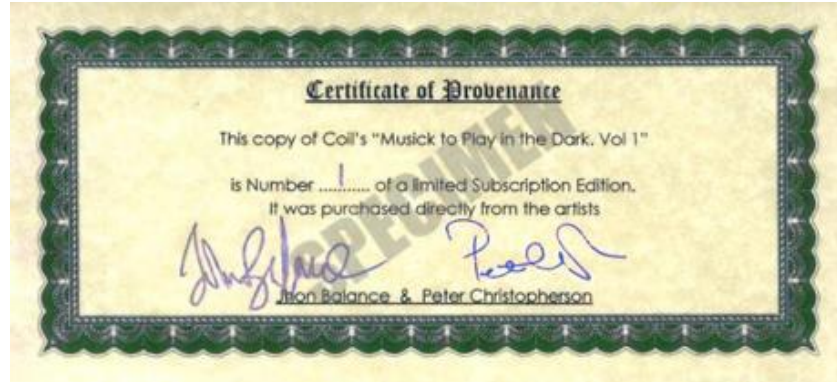 Certificate of Provenance
This copy of Coil's "Musick to Play in the Dark. Vol 1"
is Number ....1..... of a limited Subscription Edition.
It was purchased directly from the artists
SPECIMEN
Jhon Balance & Peter Christopherson